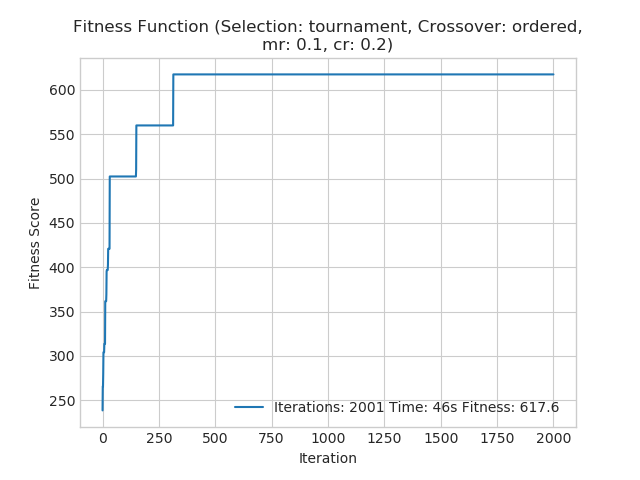 Fitness Function (Selection: tournament, Crossover: ordered,
mr: 0.1, cr: 0.2)
600
550
500
450
400
350
300
250
Fitness Score
Iterations: 2001 Time: 46s Fitness: 617.6
0 250 500 750 1000 1250 1500 1750 2000
Iteration